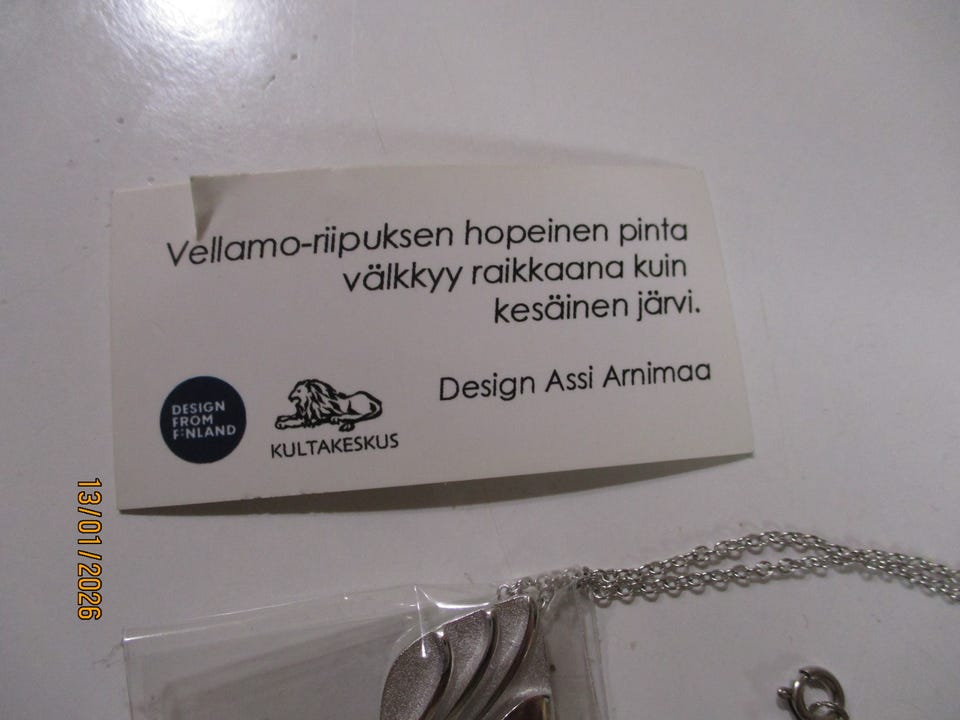 Vellamo-riipuksen hopeinen pinta
välkkyy raikkaana kuin
kesäinen järvi.
Design Assi Arnimaa
DESIGN
FROM
FINLAND
KULTAKESKUS
13/01/2026